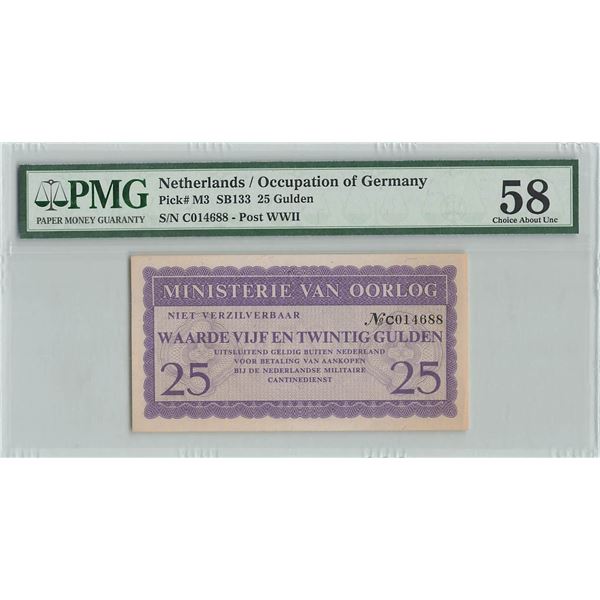 PMG
PAPER MONEY GUARANTY
Netherlands / Occupation of Germany
Pick# M3 SB133 25 Gulden
S/N C014688 - Post WWII
58
Choice About Unc
MINISTERIE VAN OORLOG
NIET VERZILVERBAAR
№C014688
WAARDE VIJF EN TWINTIG GULDEN
UITSLUITEND GELDIG BUITEN NEDERLAND
VOOR BETALING VAN AANKOPEN
BIJ DE NEDERLANDSE MILITAIRE
CANTINEDIENST
25
25